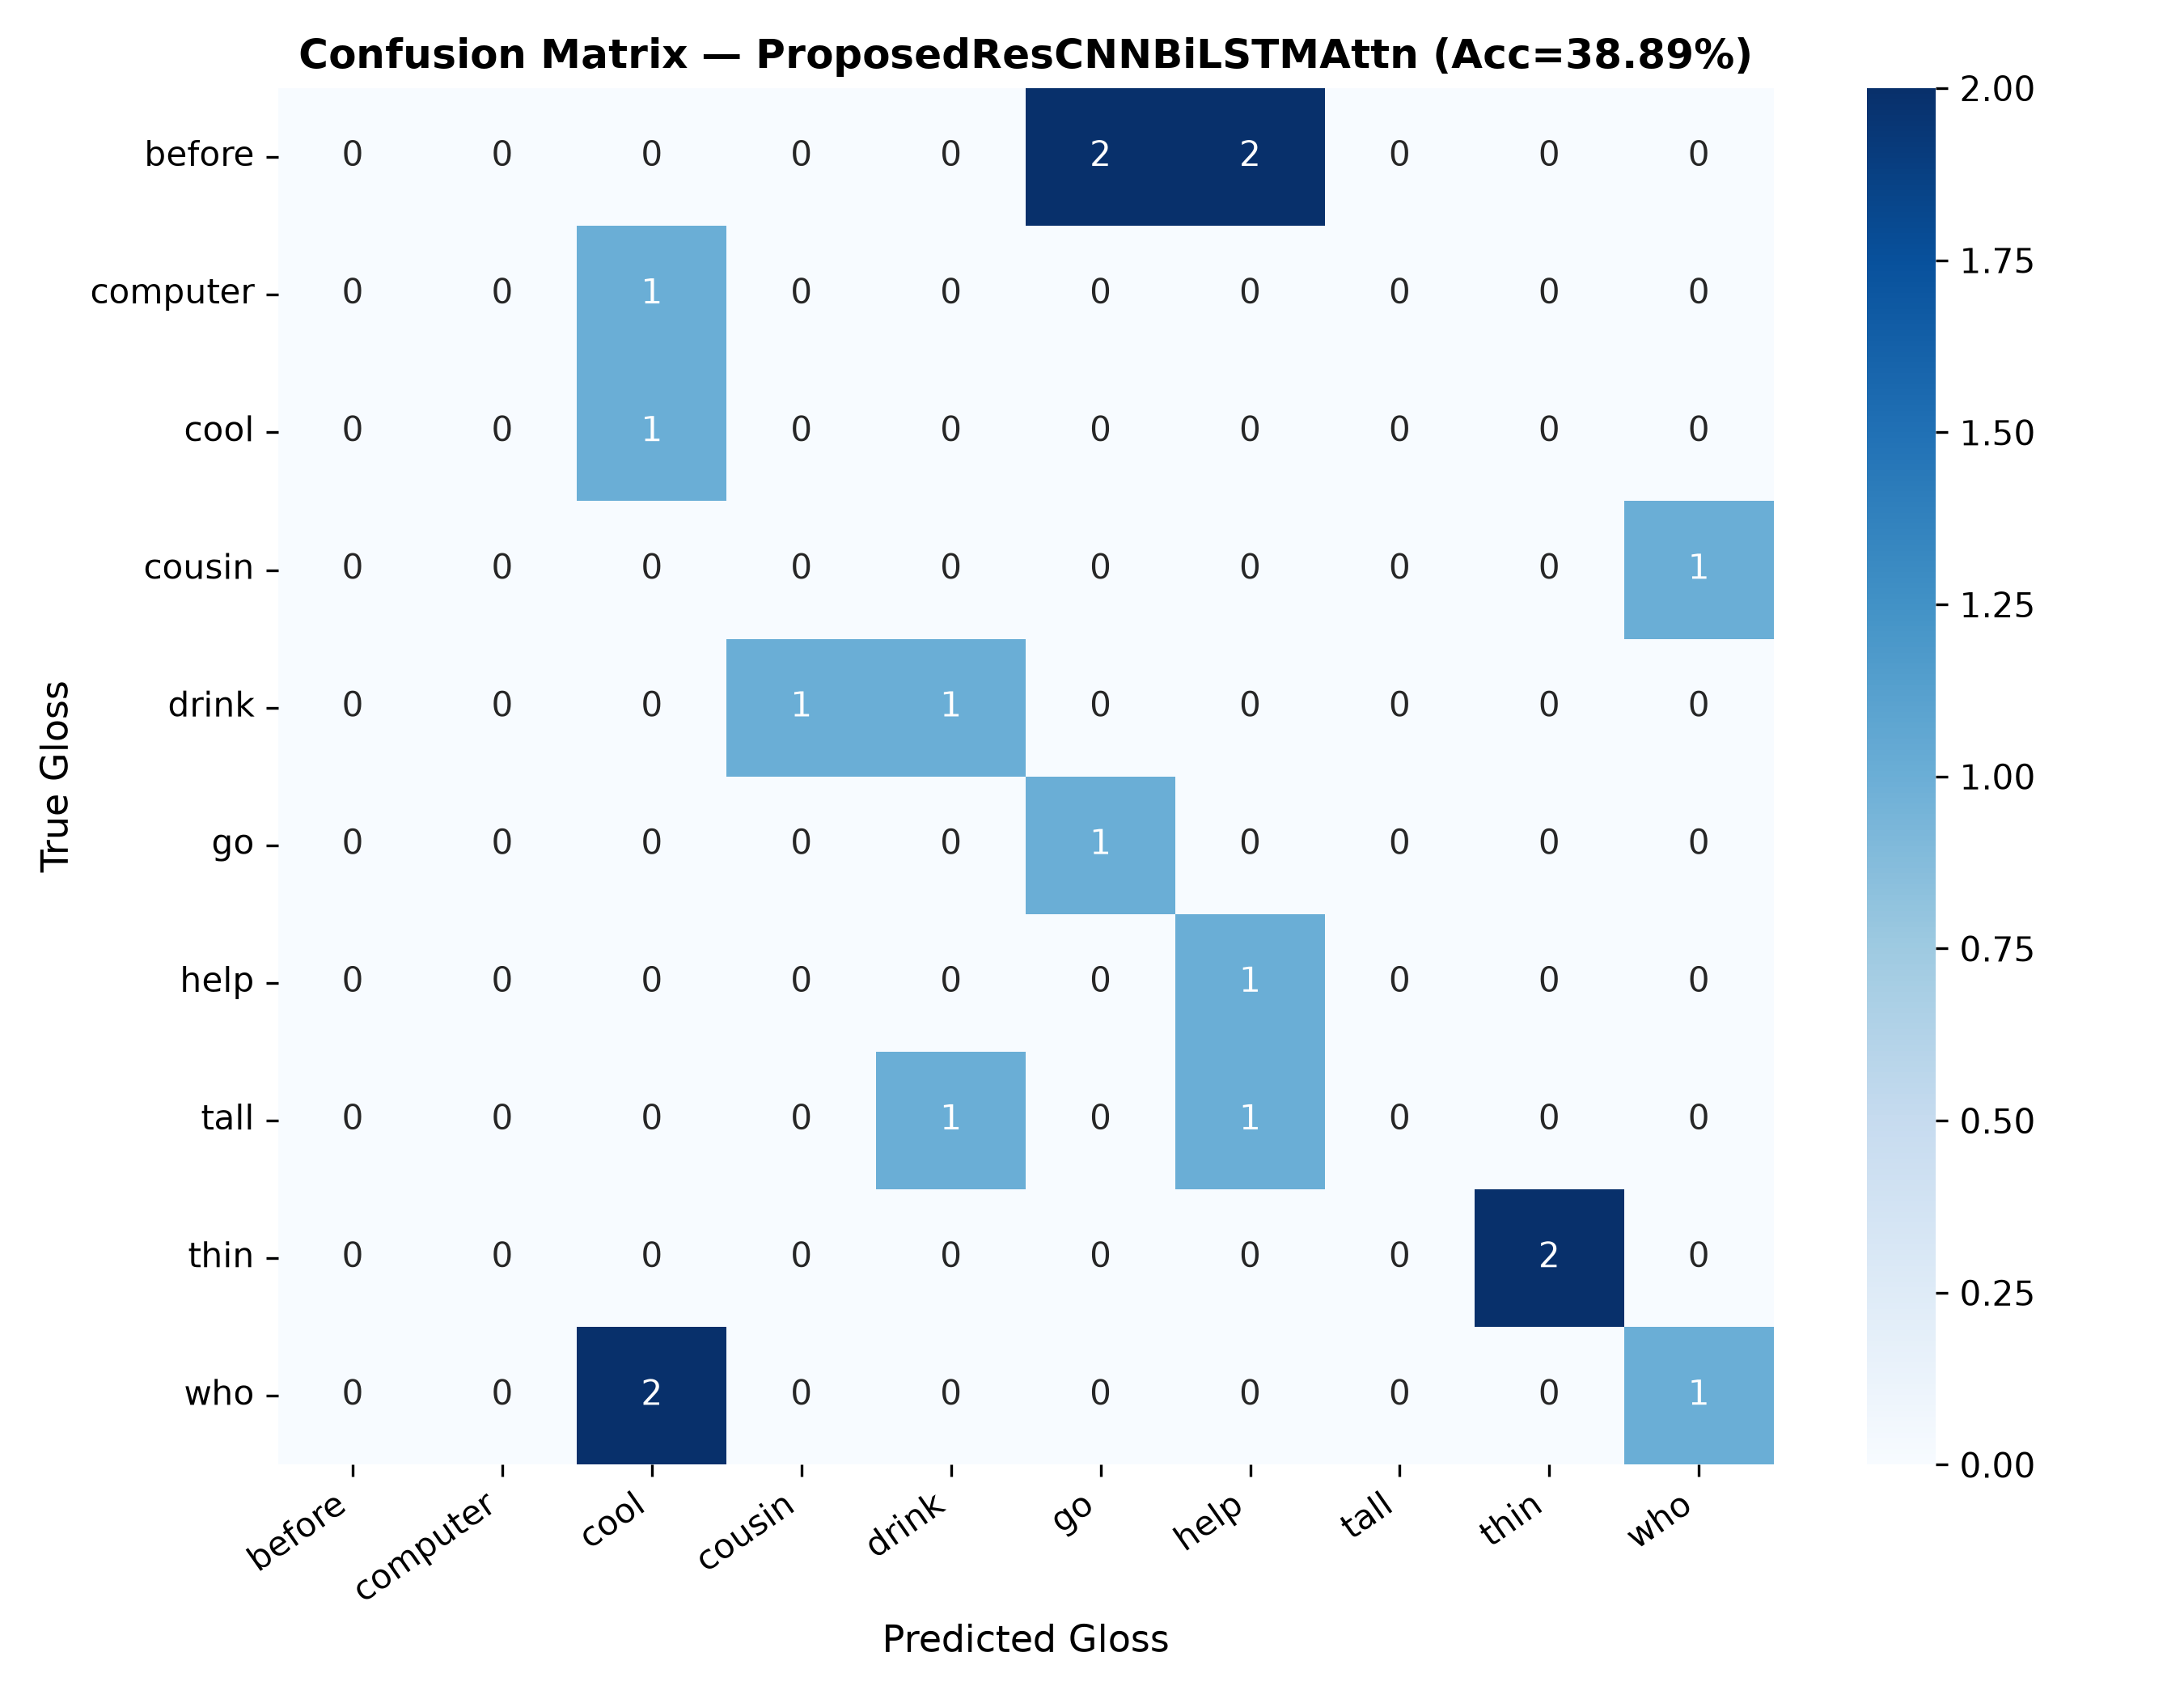 Confusion Matrix — ProposedResCNNBiLSTMAttn (Acc=38.89%)
True Gloss
before 0 0 0 0 0 2 2 0 0 0
computer 0 0 1 0 0 0 0 0 0 0
cool 0 0 1 0 0 0 0 0 0 0
cousin 0 0 0 0 0 0 0 0 0 1
drink 0 0 0 1 1 0 0 0 0 0
go 0 0 0 0 0 1 0 0 0 0
help 0 0 0 0 0 0 1 0 0 0
tall 0 0 0 0 1 0 1 0 0 0
thin 0 0 0 0 0 0 0 0 2 0
who 0 0 2 0 0 0 0 0 0 1
before computer cool cousin drink go help tall thin who
Predicted Gloss
2.00
1.75
1.50
1.25
1.00
0.75
0.50
0.25
0.00